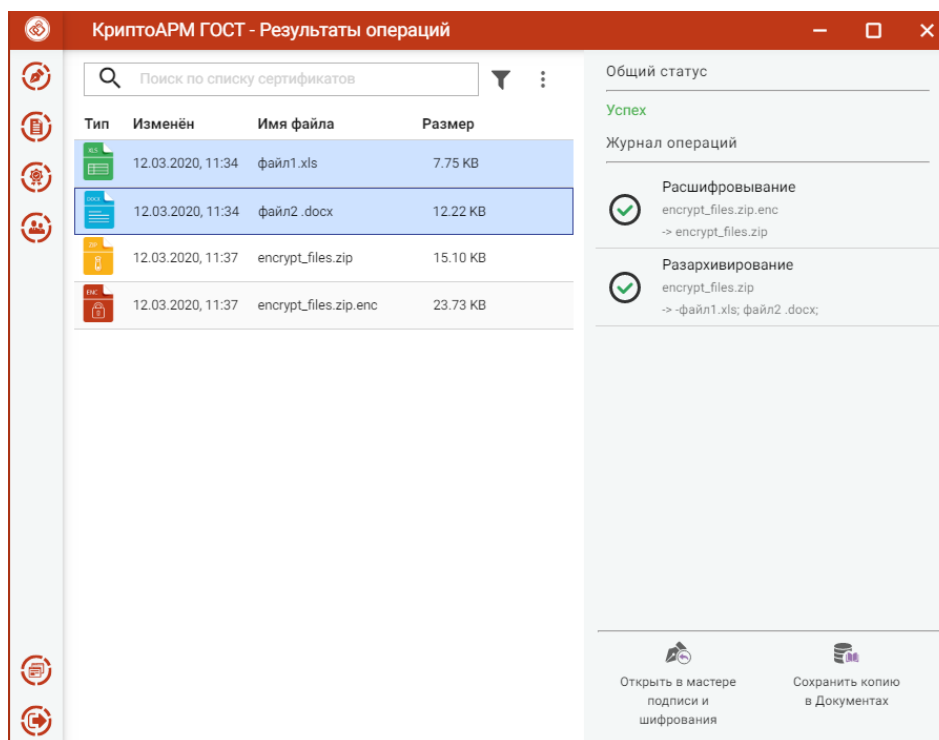 КриптоАРМ ГОСТ - Результаты операций
Поиск по списку сертификатов
Тип Изменён Имя файла Размер
XLS 12.03.2020, 11:34 файл1.xls 7.75 KB
DOCX 12.03.2020, 11:34 файл2 .docx 12.22 KB
ZIP 12.03.2020, 11:37 encrypt_files.zip 15.10 KB
ENC 12.03.2020, 11:37 encrypt_files.zip.enc 23.73 KB
Общий статус
Успех
Журнал операций
Расшифровывание
encrypt_files.zip.enc
-> encrypt_files.zip
Разархивирование
encrypt_files.zip
-> -файл1.xls; файл2 .docx;
Открыть в мастере
подписи и
шифрования
Сохранить копию
в Документах